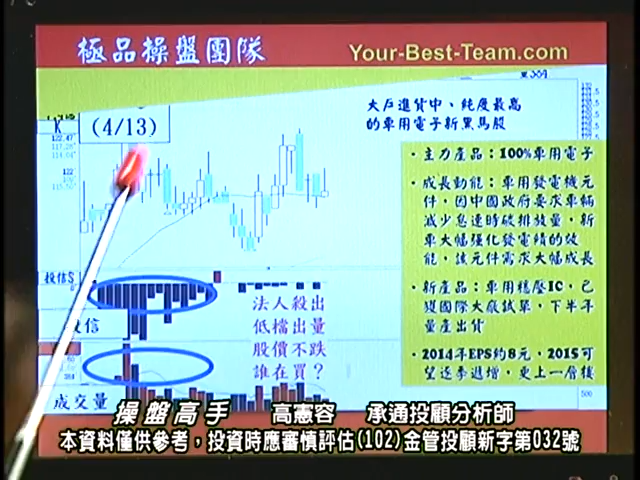 極品操盤團隊
Your-Best-Team.com
大戶進貨中、純度最高
的車用電子新黑馬股
K
(4/13)
‧主力產品：100%車用電子
‧成長動能：車用發電機元
件，因中國政府要求車輛
減少怠速時碳排放量，新
車大幅強化發電績的效
能，該元件需求大幅成長
‧新產品：車用穩壓IC，已
獲國際大廠試單，下半年
量產出貨
‧2014年EPS約8元，2015可
望逐季遞增，更上一層樓
投信S
投信
法人殺出
低檔出量
股價不跌
誰在買？
成交量
500
操盤高手 高憲容 承通投顧分析師
本資料僅供參考，投資時應審慎評估(102)金管投顧新字第032號